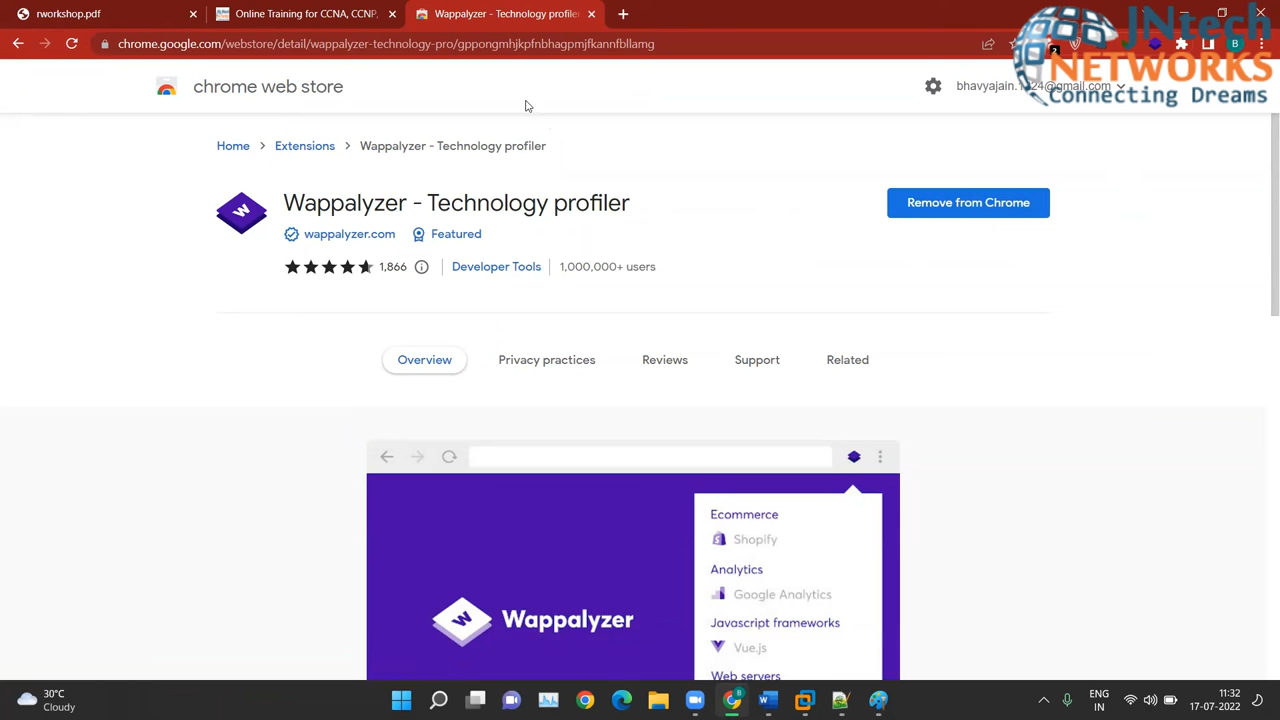 rworkshop.pdf
Online Training for CCNA, CCNP,
Wappalyzer - Technology profiler
JNtech
NETWORKS
Connecting Dreams
chrome.google.com/webstore/detail/wappalyzer-technology-pro/gppongmhjkpfnbhagpmjfkannfbllamg
2
B
chrome web store
Home > Extensions > Wappalyzer - Technology profiler
W
Wappalyzer - Technology profiler
Remove from Chrome
wappalyzer.com
Featured
1,866
Developer Tools
1,000,000+ users
Overview
Privacy practices
Reviews
Support
Related
Ecommerce
Shopify
Analytics
Google Analytics
W
Wappalyzer
Javascript frameworks
Vue.js
Web servers
30°C
Cloudy
ENG
IN
11:32
17-07-2022